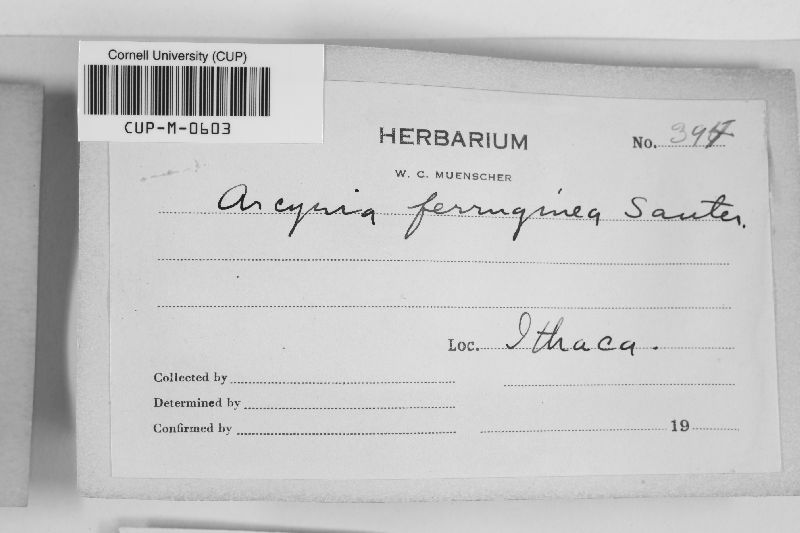 Cornell University (CUP)
CUP-M-0603
HERBARIUM
No. 394
W. C. MUENSCHER
Arcyria ferruginea Sauter.
Loc. Ithaca.
Collected by
Determined by
Confirmed by
19